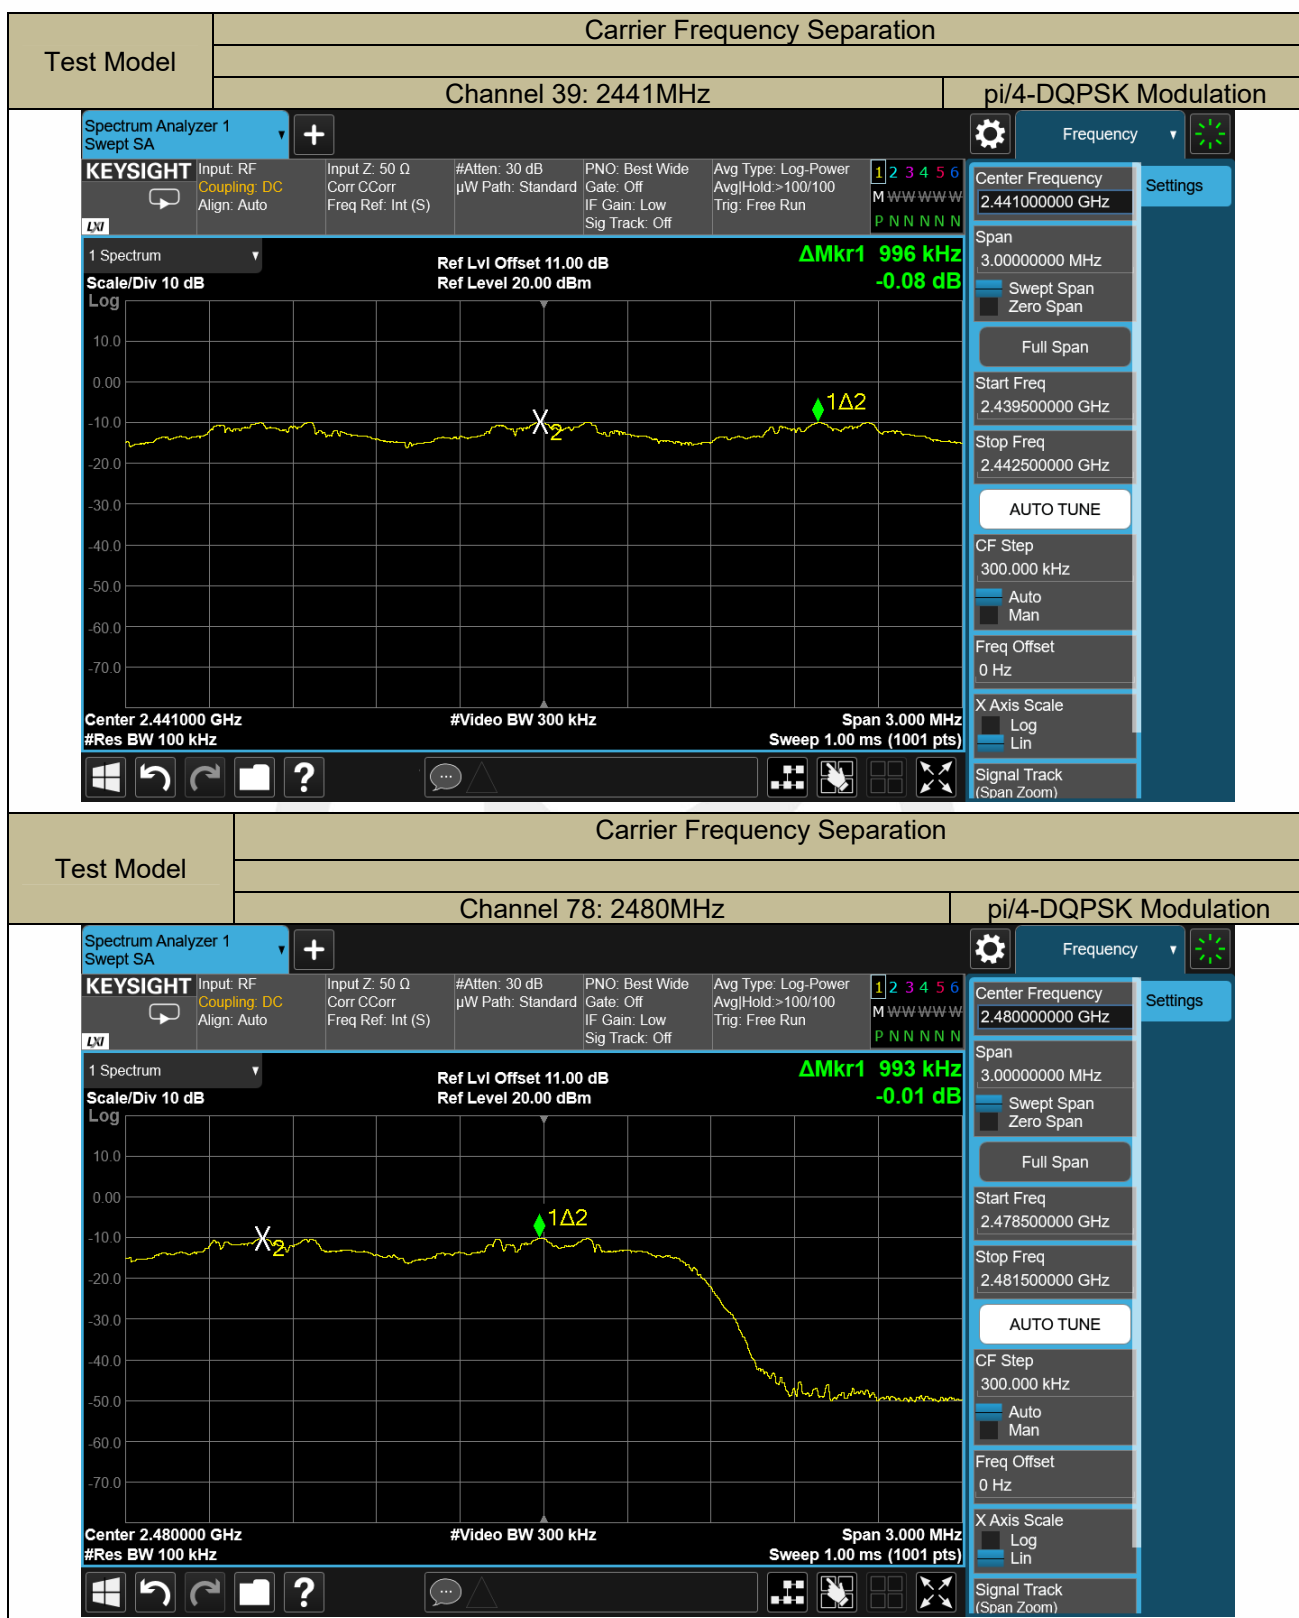 Test Model
Carrier Frequency Separation
Channel 39: 2441MHz
pi/4-DQPSK Modulation
Spectrum Analyzer 1
Swept SA
Frequency
KEYSIGHT
LXI
Input: RF
Coupling: DC
Align: Auto
Input Z: 50 Ω
Corr CCorr
Freq Ref: Int (S)
#Atten: 30 dB
µW Path: Standard
PNO: Best Wide
Gate: Off
IF Gain: Low
Sig Track: Off
Avg Type: Log-Power
Avg|Hold:>100/100
Trig: Free Run
1 2 3 4 5 6
M W W W W W
P N N N N N
1 Spectrum
Scale/Div 10 dB
Ref Lvl Offset 11.00 dB
Ref Level 20.00 dBm
ΔMkr1 996 kHz
-0.08 dB
Log
10.0
0.00
-10.0
-20.0
-30.0
-40.0
-50.0
-60.0
-70.0
X2
1Δ2
Center 2.441000 GHz
#Res BW 100 kHz
#Video BW 300 kHz
Span 3.000 MHz
Sweep 1.00 ms (1001 pts)
Center Frequency
2.441000000 GHz
Settings
Span
3.00000000 MHz
Swept Span
Zero Span
Full Span
Start Freq
2.439500000 GHz
Stop Freq
2.442500000 GHz
AUTO TUNE
CF Step
300.000 kHz
Auto
Man
Freq Offset
0 Hz
X Axis Scale
Log
Lin
Signal Track
(Span Zoom)
?
Test Model
Carrier Frequency Separation
Channel 78: 2480MHz
pi/4-DQPSK Modulation
Spectrum Analyzer 1
Swept SA
Frequency
KEYSIGHT
LXI
Input: RF
Coupling: DC
Align: Auto
Input Z: 50 Ω
Corr CCorr
Freq Ref: Int (S)
#Atten: 30 dB
µW Path: Standard
PNO: Best Wide
Gate: Off
IF Gain: Low
Sig Track: Off
Avg Type: Log-Power
Avg|Hold:>100/100
Trig: Free Run
1 2 3 4 5 6
M W W W W W
P N N N N N
1 Spectrum
Scale/Div 10 dB
Ref Lvl Offset 11.00 dB
Ref Level 20.00 dBm
ΔMkr1 993 kHz
-0.01 dB
Log
10.0
0.00
-10.0
-20.0
-30.0
-40.0
-50.0
-60.0
-70.0
X2
1Δ2
Center 2.480000 GHz
#Res BW 100 kHz
#Video BW 300 kHz
Span 3.000 MHz
Sweep 1.00 ms (1001 pts)
Center Frequency
2.480000000 GHz
Settings
Span
3.00000000 MHz
Swept Span
Zero Span
Full Span
Start Freq
2.478500000 GHz
Stop Freq
2.481500000 GHz
AUTO TUNE
CF Step
300.000 kHz
Auto
Man
Freq Offset
0 Hz
X Axis Scale
Log
Lin
Signal Track
(Span Zoom)
?